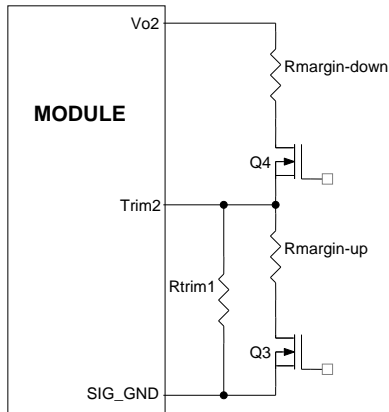 Vo2
Rmargin-down
MODULE
Q4
Trim2
Rmargin-up
Rtrim1
Q3
SIG_GND